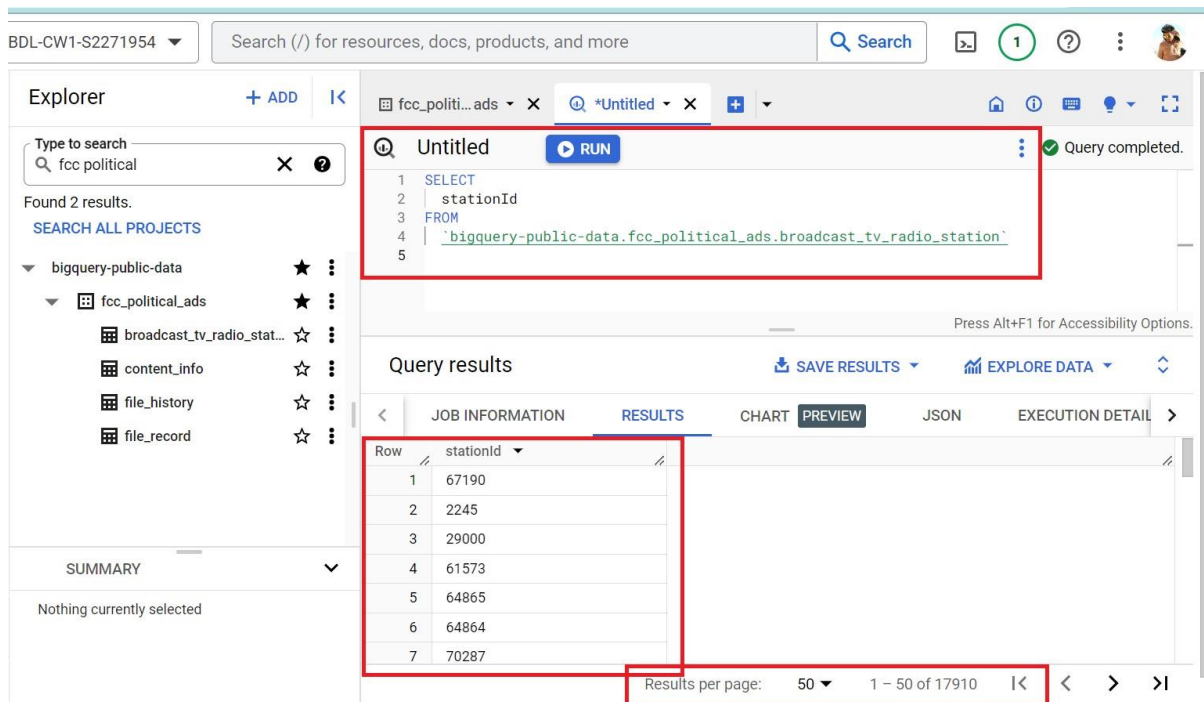 BDL-CW1-S2271954
Search (/) for resources, docs, products, and more
Search
1
Explorer
+ ADD
Type to search
fcc political
Found 2 results.
SEARCH ALL PROJECTS
bigquery-public-data
fcc_political_ads
broadcast_tv_radio_stat...
content_info
file_history
file_record
SUMMARY
Nothing currently selected
fcc_politi... ads
*Untitled
Untitled
RUN
Query completed.
1 SELECT
2 stationId
3 FROM
4 `bigquery-public-data.fcc_political_ads.broadcast_tv_radio_station`
5
Press Alt+F1 for Accessibility Options.
Query results
SAVE RESULTS
EXPLORE DATA
JOB INFORMATION RESULTS CHART PREVIEW JSON EXECUTION DETAIL
Row stationId
1 67190
2 2245
3 29000
4 61573
5 64865
6 64864
7 70287
Results per page: 50 1 – 50 of 17910